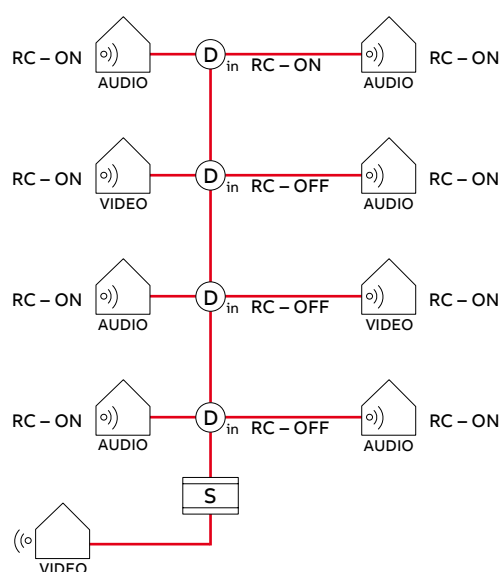 RC – ON D in RC – ON RC – ON
AUDIO AUDIO
RC – ON D in RC – OFF RC – ON
VIDEO AUDIO
RC – ON D in RC – OFF RC – ON
AUDIO VIDEO
RC – ON D in RC – OFF RC – ON
AUDIO AUDIO
S
VIDEO